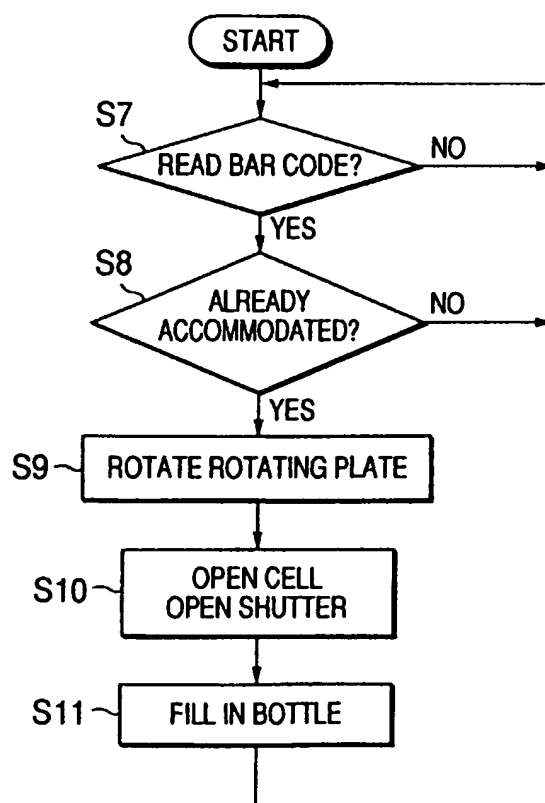 START
S7
READ BAR CODE?
NO
YES
S8
ALREADY
ACCOMMODATED?
NO
YES
S9
ROTATE ROTATING PLATE
S10
OPEN CELL
OPEN SHUTTER
S11
FILL IN BOTTLE